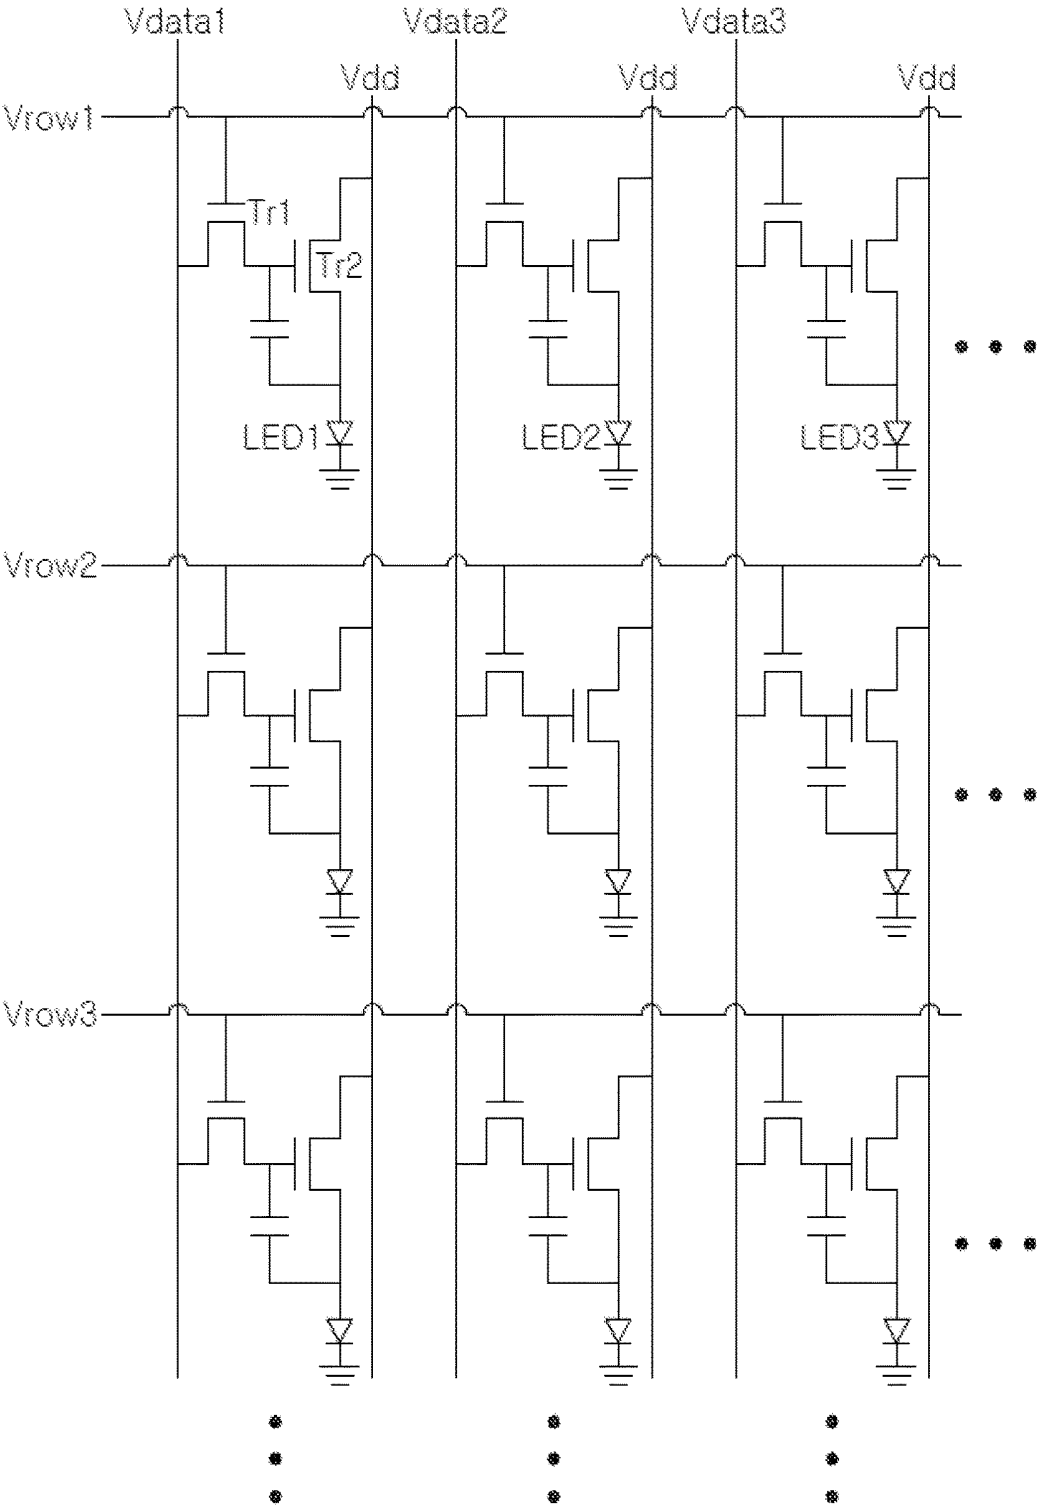 Vdata1 Vdata2 Vdata3
Vdd Vdd Vdd
Vrow1
Tr1
Tr2
LED1 LED2 LED3
Vrow2
Vrow3